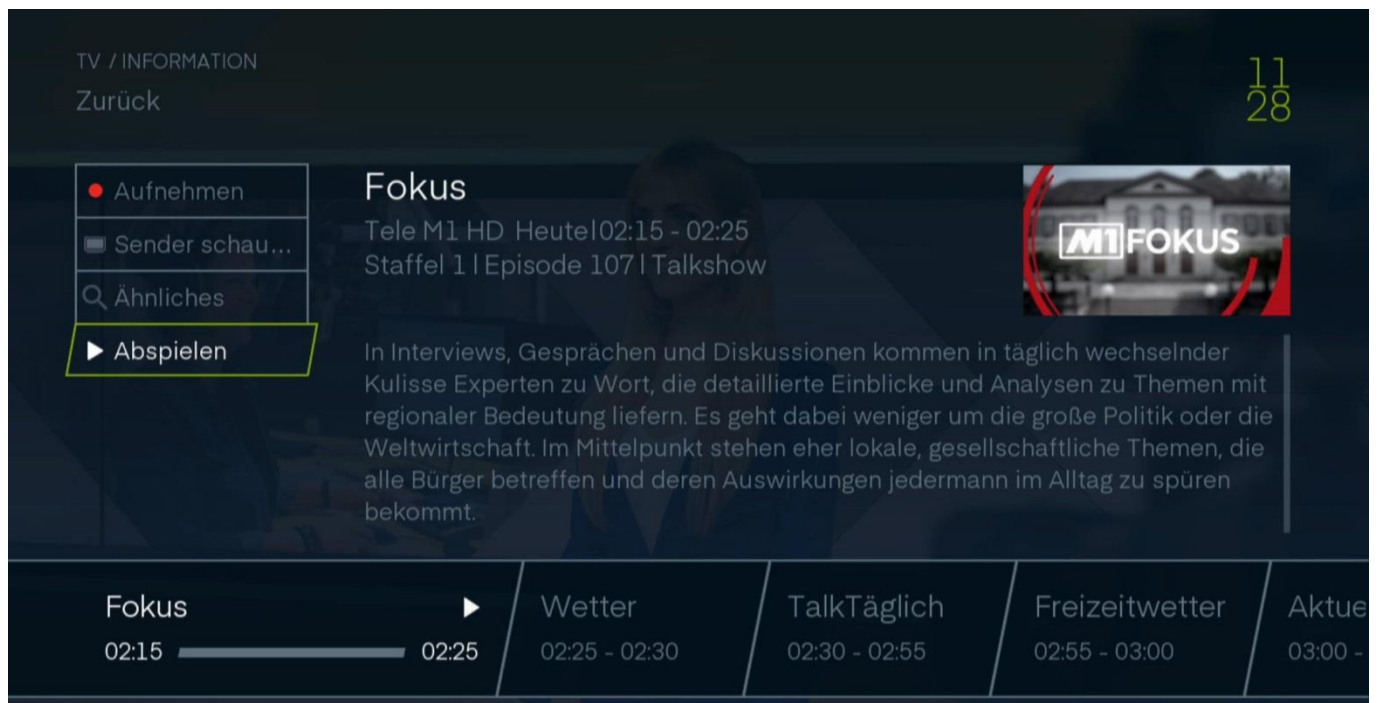 TV / INFORMATION
Zurück
11
28
Aufnehmen
Sender schau...
Ähnliches
Abspielen
Fokus
Tele M1 HD Heute|02:15 - 02:25
Staffel 1 | Episode 107 | Talkshow
M1 FOKUS
In Interviews, Gesprächen und Diskussionen kommen in täglich wechselnder
Kulisse Experten zu Wort, die detaillierte Einblicke und Analysen zu Themen mit
regionaler Bedeutung liefern. Es geht dabei weniger um die große Politik oder die
Weltwirtschaft. Im Mittelpunkt stehen eher lokale, gesellschaftliche Themen, die
alle Bürger betreffen und deren Auswirkungen jedermann im Alltag zu spüren
bekommt.
Fokus
02:15 02:25
Wetter
02:25 - 02:30
TalkTäglich
02:30 - 02:55
Freizeitwetter
02:55 - 03:00
Aktue
03:00 -